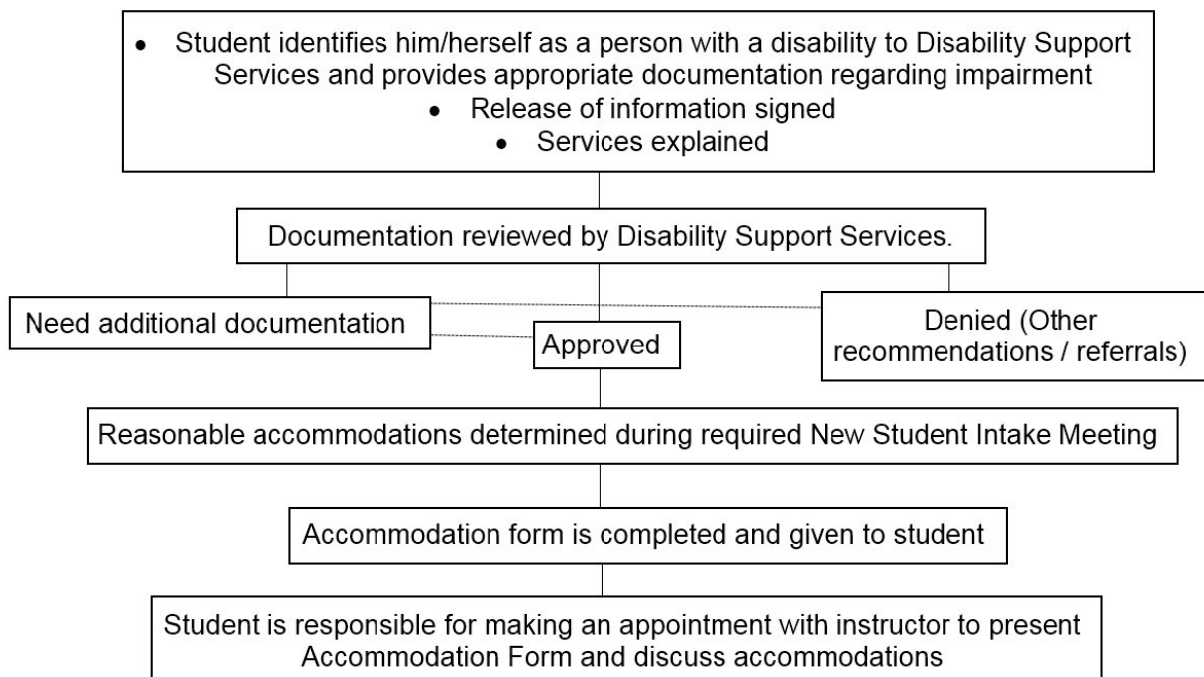 • Student identifies him/herself as a person with a disability to Disability Support
Services and provides appropriate documentation regarding impairment
• Release of information signed
• Services explained
Documentation reviewed by Disability Support Services.
Need additional documentation
Approved
Denied (Other
recommendations / referrals)
Reasonable accommodations determined during required New Student Intake Meeting
Accommodation form is completed and given to student
Student is responsible for making an appointment with instructor to present
Accommodation Form and discuss accommodations